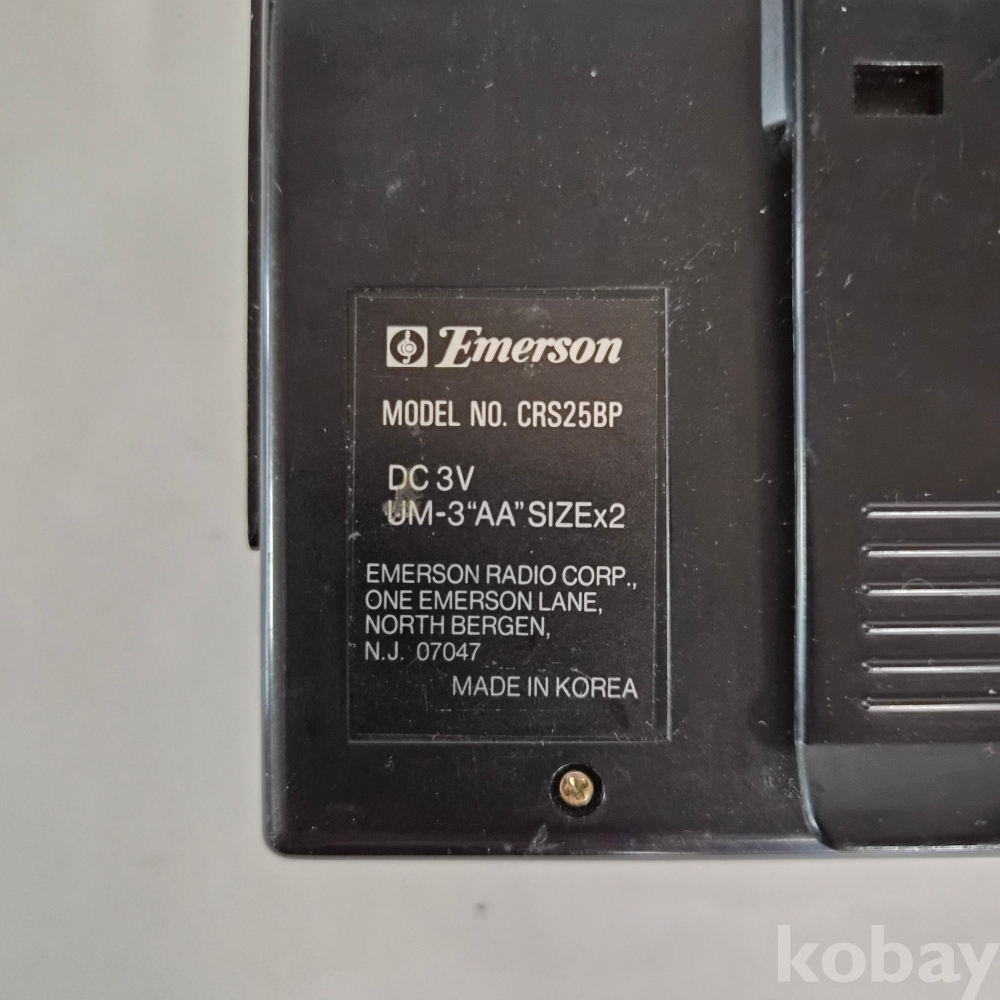 Emerson
MODEL NO. CRS25BP
DC 3V
UM-3“AA”SIZEx2
EMERSON RADIO CORP.,
ONE EMERSON LANE,
NORTH BERGEN,
N.J. 07047
MADE IN KOREA
kobay